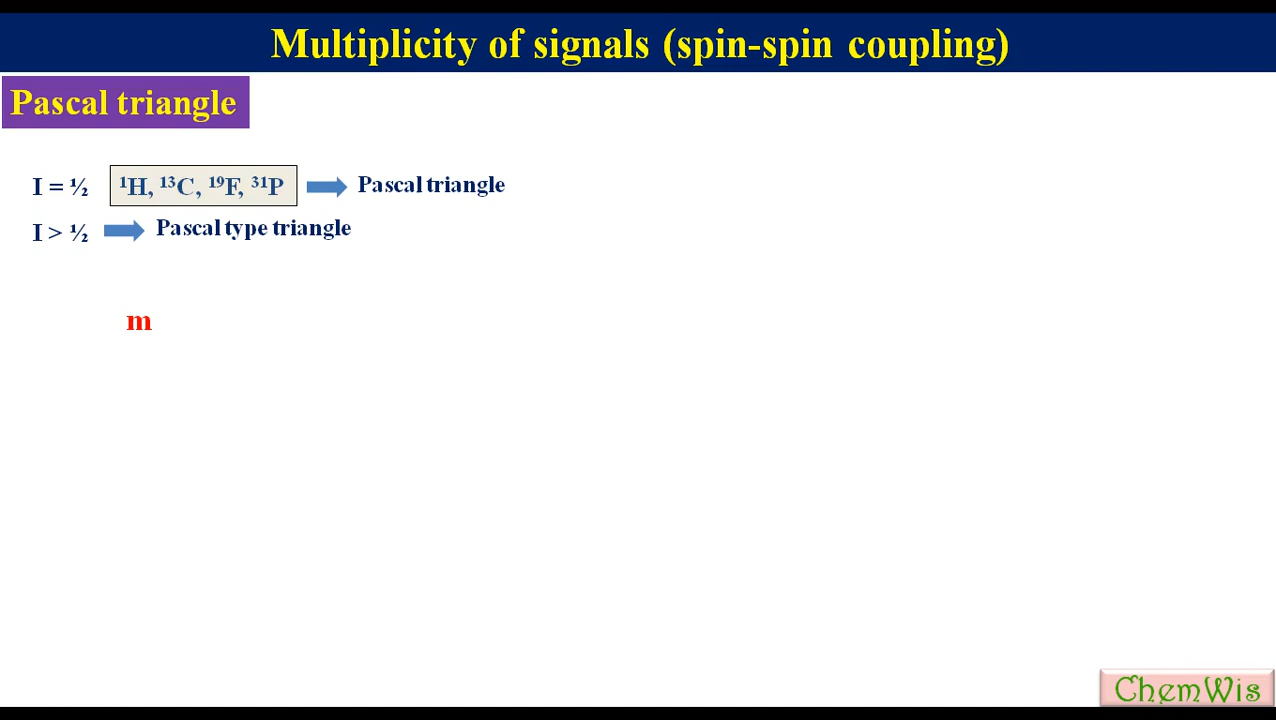 Multiplicity of signals (spin-spin coupling)
Pascal triangle
I = ½ ¹H, ¹³C, ¹⁹F, ³¹P Pascal triangle
I > ½ Pascal type triangle
m
ChemWis